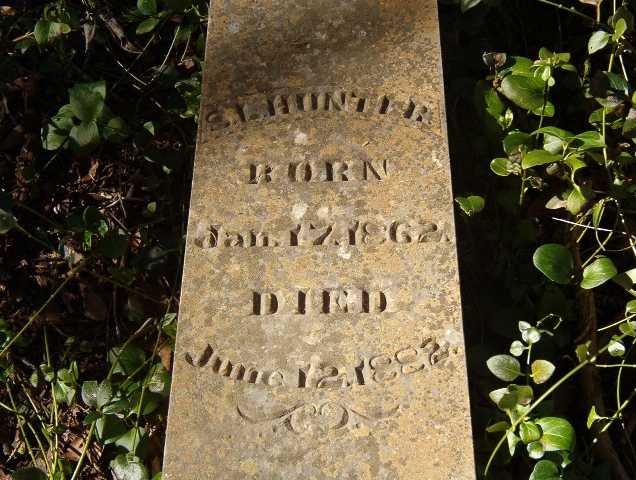 S.L. HUNTER
BORN
Jan. 17, 1862.
DIED
June 12, 1882.